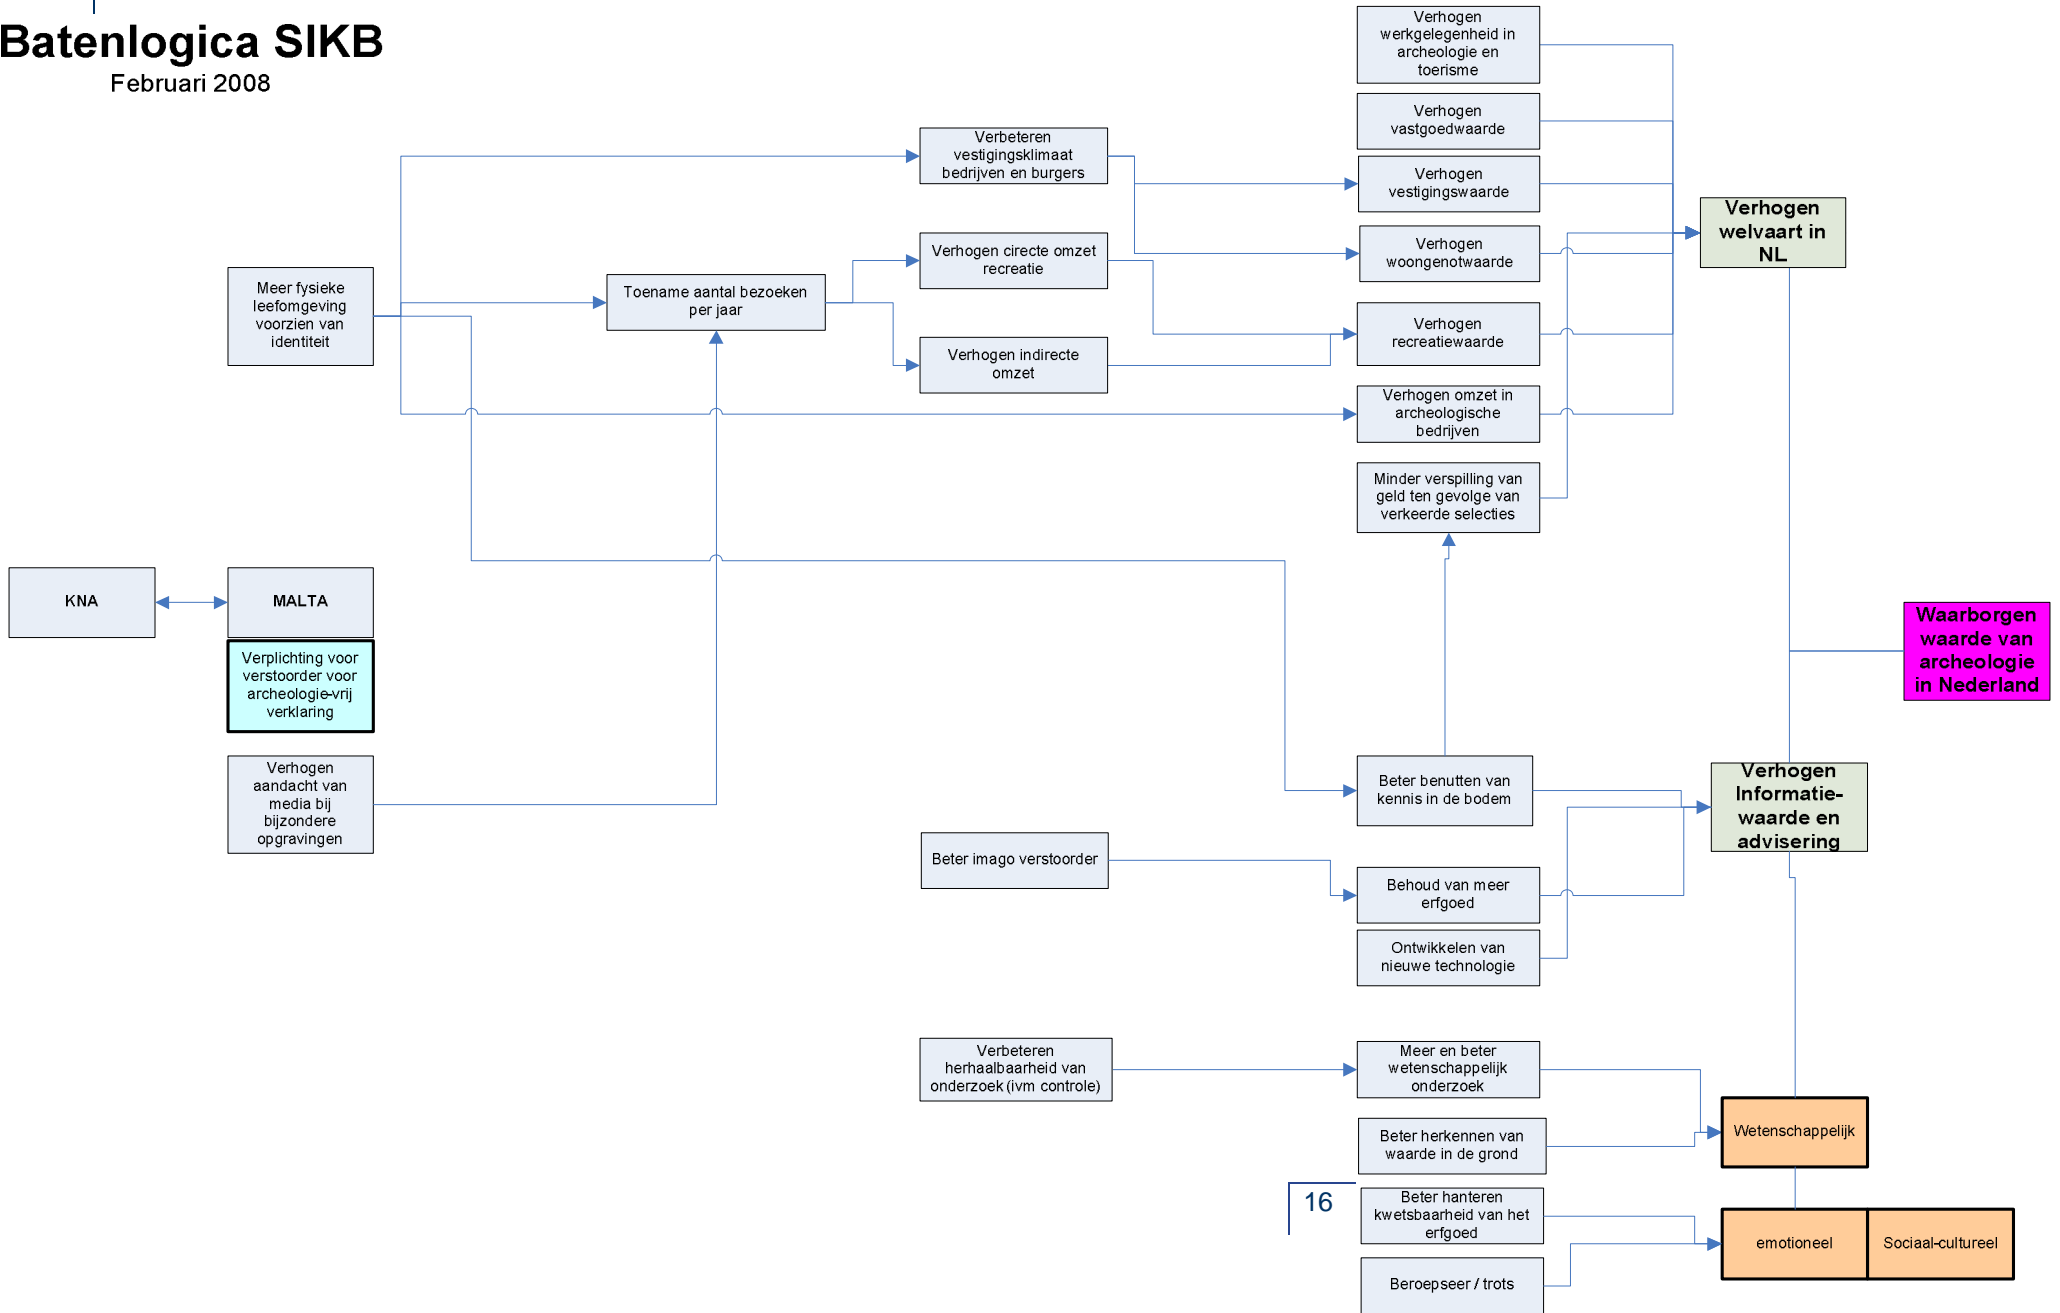 Batenlogica SIKB
Februari 2008
Verhogen
werkgelegenheid in
archeologie en
toerisme
Verhogen
vastgoedwaarde
Verbeteren
vestigingsklimaat
bedrijven en burgers
Verhogen
vestigingswaarde
Verhogen
welvaart in
NL
Verhogen cirecte omzet
recreatie
Verhogen
woongenotwaarde
Meer fysieke
leefomgeving
voorzien van
identiteit
Toename aantal bezoeken
per jaar
Verhogen
recreatiewaarde
Verhogen indirecte
omzet
Verhogen omzet in
archeologische
bedrijven
Minder verspilling van
geld ten gevolge van
verkeerde selecties
KNA
MALTA
Verplichting voor
verstoorder voor
archeologie-vrij
verklaring
Waarborgen
waarde van
archeologie
in Nederland
Verhogen
aandacht van
media bij
bijzondere
opgravingen
Beter benutten van
kennis in de bodem
Verhogen
Informatie-
waarde en
advisering
Beter imago verstoorder
Behoud van meer
erfgoed
Ontwikkelen van
nieuwe technologie
Verbeteren
herhaalbaarheid van
onderzoek (ivm controle)
Meer en beter
wetenschappelijk
onderzoek
Beter herkennen van
waarde in de grond
Wetenschappelijk
16
Beter hanteren
kwetsbaarheid van het
erfgoed
emotioneel
Sociaal-cultureel
Beroepseer / trots